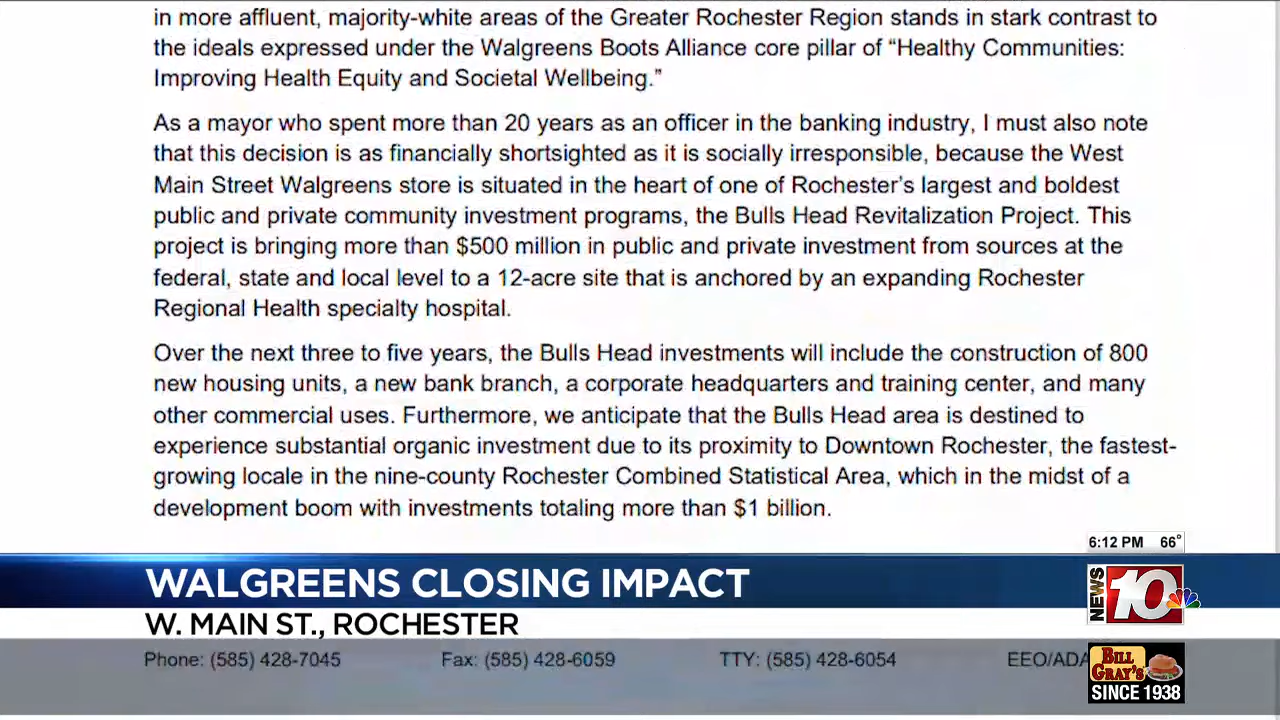 in more affluent, majority-white areas of the Greater Rochester Region stands in stark contrast to
the ideals expressed under the Walgreens Boots Alliance core pillar of “Healthy Communities:
Improving Health Equity and Societal Wellbeing.”
As a mayor who spent more than 20 years as an officer in the banking industry, I must also note
that this decision is as financially shortsighted as it is socially irresponsible, because the West
Main Street Walgreens store is situated in the heart of one of Rochester’s largest and boldest
public and private community investment programs, the Bulls Head Revitalization Project. This
project is bringing more than $500 million in public and private investment from sources at the
federal, state and local level to a 12-acre site that is anchored by an expanding Rochester
Regional Health specialty hospital.
Over the next three to five years, the Bulls Head investments will include the construction of 800
new housing units, a new bank branch, a corporate headquarters and training center, and many
other commercial uses. Furthermore, we anticipate that the Bulls Head area is destined to
experience substantial organic investment due to its proximity to Downtown Rochester, the fastest-
growing locale in the nine-county Rochester Combined Statistical Area, which in the midst of a
development boom with investments totaling more than $1 billion.
6:12 PM 66°
WALGREENS CLOSING IMPACT
NEWS 10
W. MAIN ST., ROCHESTER
Phone: (585) 428-7045 Fax: (585) 428-6059 TTY: (585) 428-6054 EEO/ADA
BILL
GRAY'S
SINCE 1938